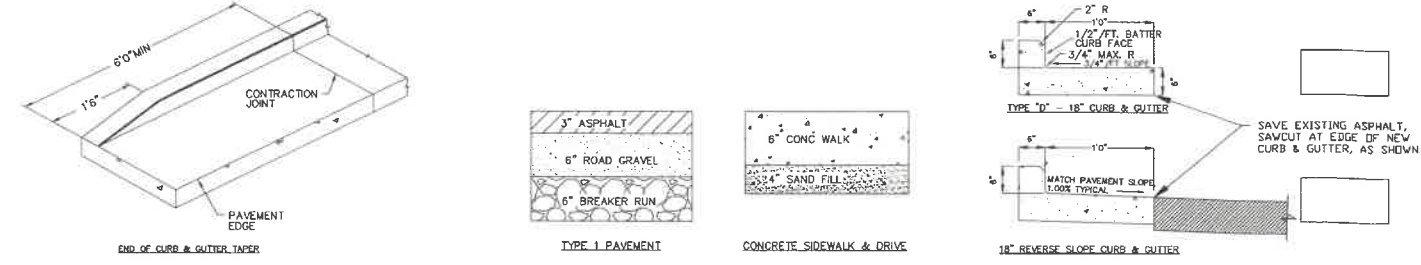 6'0"MIN
1'6"
CONTRACTION
JOINT
PAVEMENT
EDGE
END OF CURB & GUTTER TAPER
3" ASPHALT
6" ROAD GRAVEL
6" BREAKER RUN
TYPE 1 PAVEMENT
6" CONC WALK
4" SAND FILL
CONCRETE SIDEWALK & DRIVE
6"
1'0"
2" R
1/2"/FT. BATTER
CURB FACE
3/4" MAX. R
3/4"/FT SLOPE
6"
6"
TYPE "D" - 18" CURB & GUTTER
SAVE EXISTING ASPHALT,
SAWCUT AT EDGE OF NEW
CURB & GUTTER, AS SHOWN
6"
1'0"
6"
MATCH PAVEMENT SLOPE
1.00% TYPICAL
18" REVERSE SLOPE CURB & GUTTER